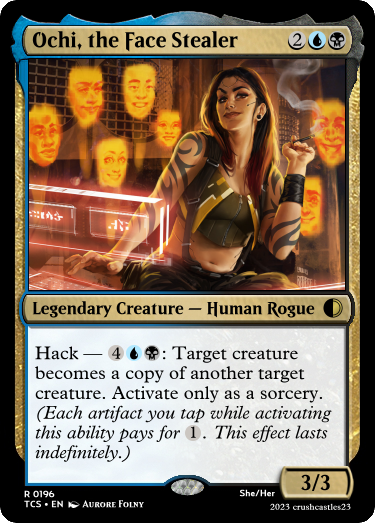 Ochi, the Face Stealer 2
Legendary Creature — Human Rogue
Hack — 4: Target creature
becomes a copy of another target
creature. Activate only as a sorcery.
(Each artifact you tap while activating
this ability pays for 1. This effect lasts
indefinitely.)
3/3
R 0196
She/Her
TCS • EN Aurore Folny
2023 crushcastles23